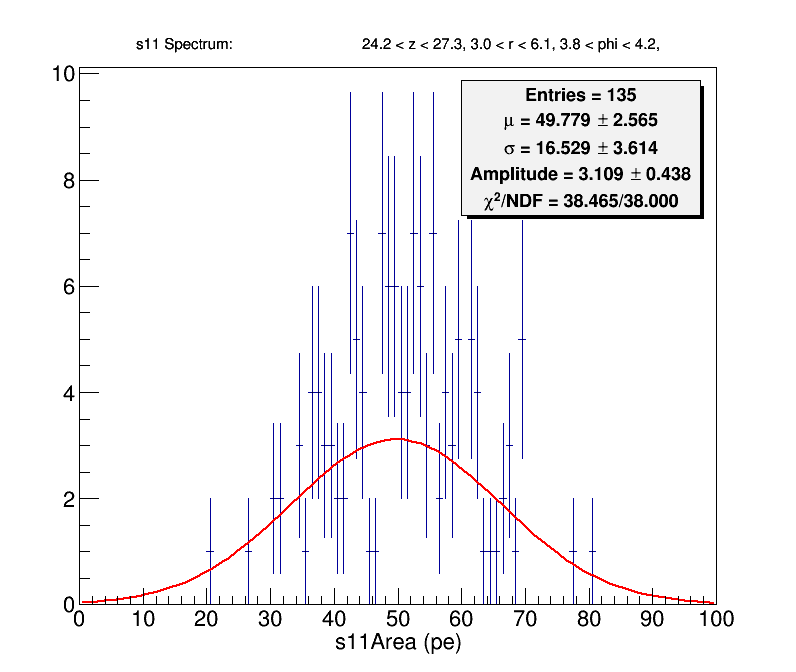 s11 Spectrum: 24.2 < z < 27.3, 3.0 < r < 6.1, 3.8 < phi < 4.2,
Entries = 135
μ = 49.779 ± 2.565
σ = 16.529 ± 3.614
Amplitude = 3.109 ± 0.438
χ²/NDF = 38.465/38.000
10
8
6
4
2
0
0 10 20 30 40 50 60 70 80 90 100
s11Area (pe)